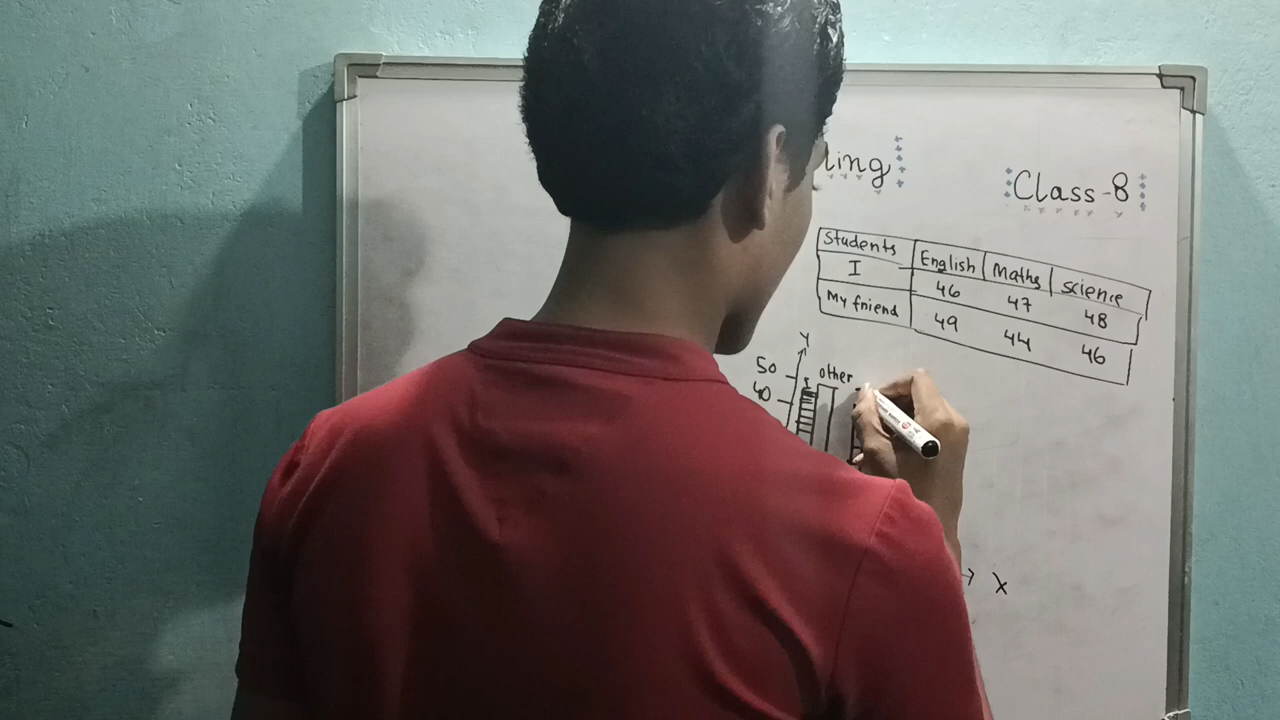 ling
Class-8
Students English Maths science
I 46 47 48
My friend 49 44 46
Y
50
40
other
X